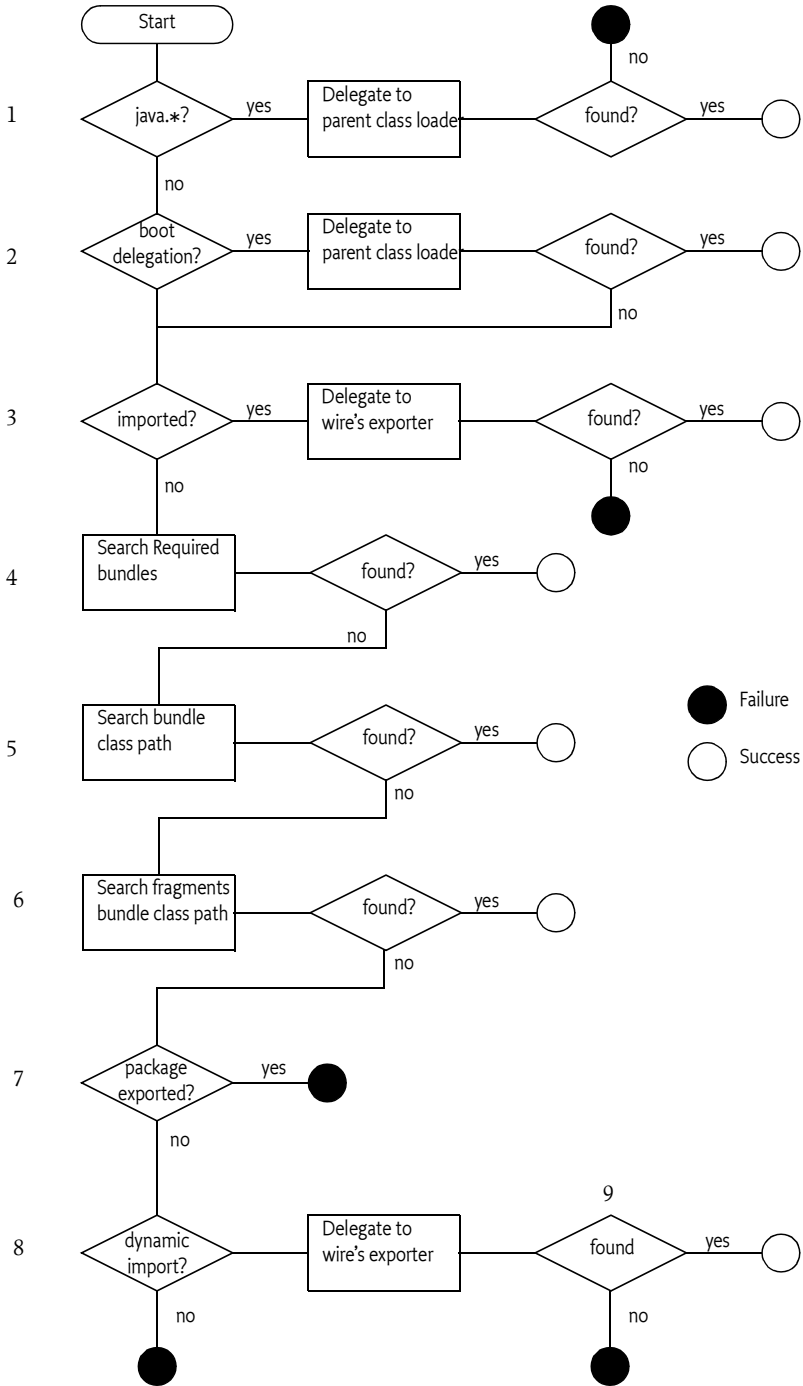 Start
no
1
java.*?
yes
Delegate to
parent class loader
found?
yes
no
2
boot
delegation?
yes
Delegate to
parent class loader
found?
yes
no
3
imported?
yes
Delegate to
wire's exporter
found?
yes
no
no
4
Search Required
bundles
found?
yes
no
5
Search bundle
class path
found?
yes
no
Failure
Success
6
Search fragments
bundle class path
found?
yes
no
7
package
exported?
yes
no
9
8
dynamic
import?
Delegate to
wire's exporter
found
yes
no
no